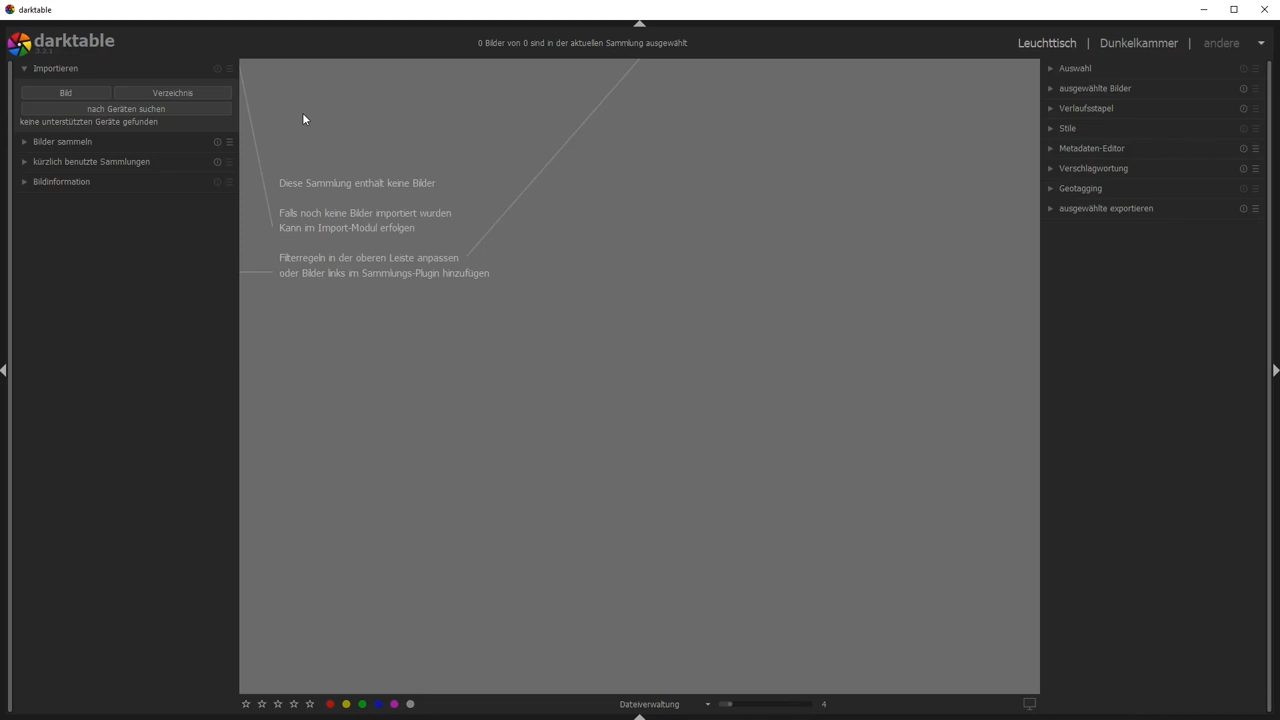 darktable
darktable
0 Bilder von 0 sind in der aktuellen Sammlung ausgewählt
Leuchttisch | Dunkelkammer | andere
Importieren
Bild
Verzeichnis
nach Geräten suchen
keine unterstützten Geräte gefunden
Bilder sammeln
kürzlich benutzte Sammlungen
Bildinformation
Diese Sammlung enthält keine Bilder
Falls noch keine Bilder importiert wurden
Kann im Import-Modul erfolgen
Filterregeln in der oberen Leiste anpassen
oder Bilder links im Sammlungs-Plugin hinzufügen
Auswahl
ausgewählte Bilder
Verlaufsstapel
Stile
Metadaten-Editor
Verschlagwortung
Geotagging
ausgewählte exportieren
Dateiverwaltung
4